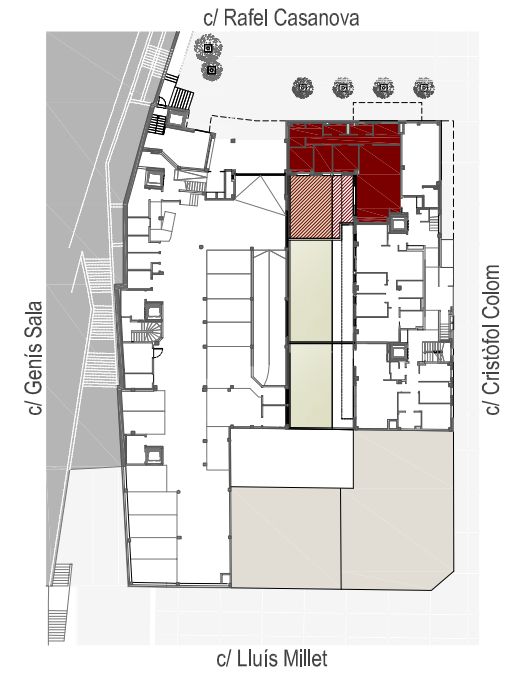 c/ Rafel Casanova
c/ Genís Sala
c/ Cristòfol Colom
c/ Lluís Millet